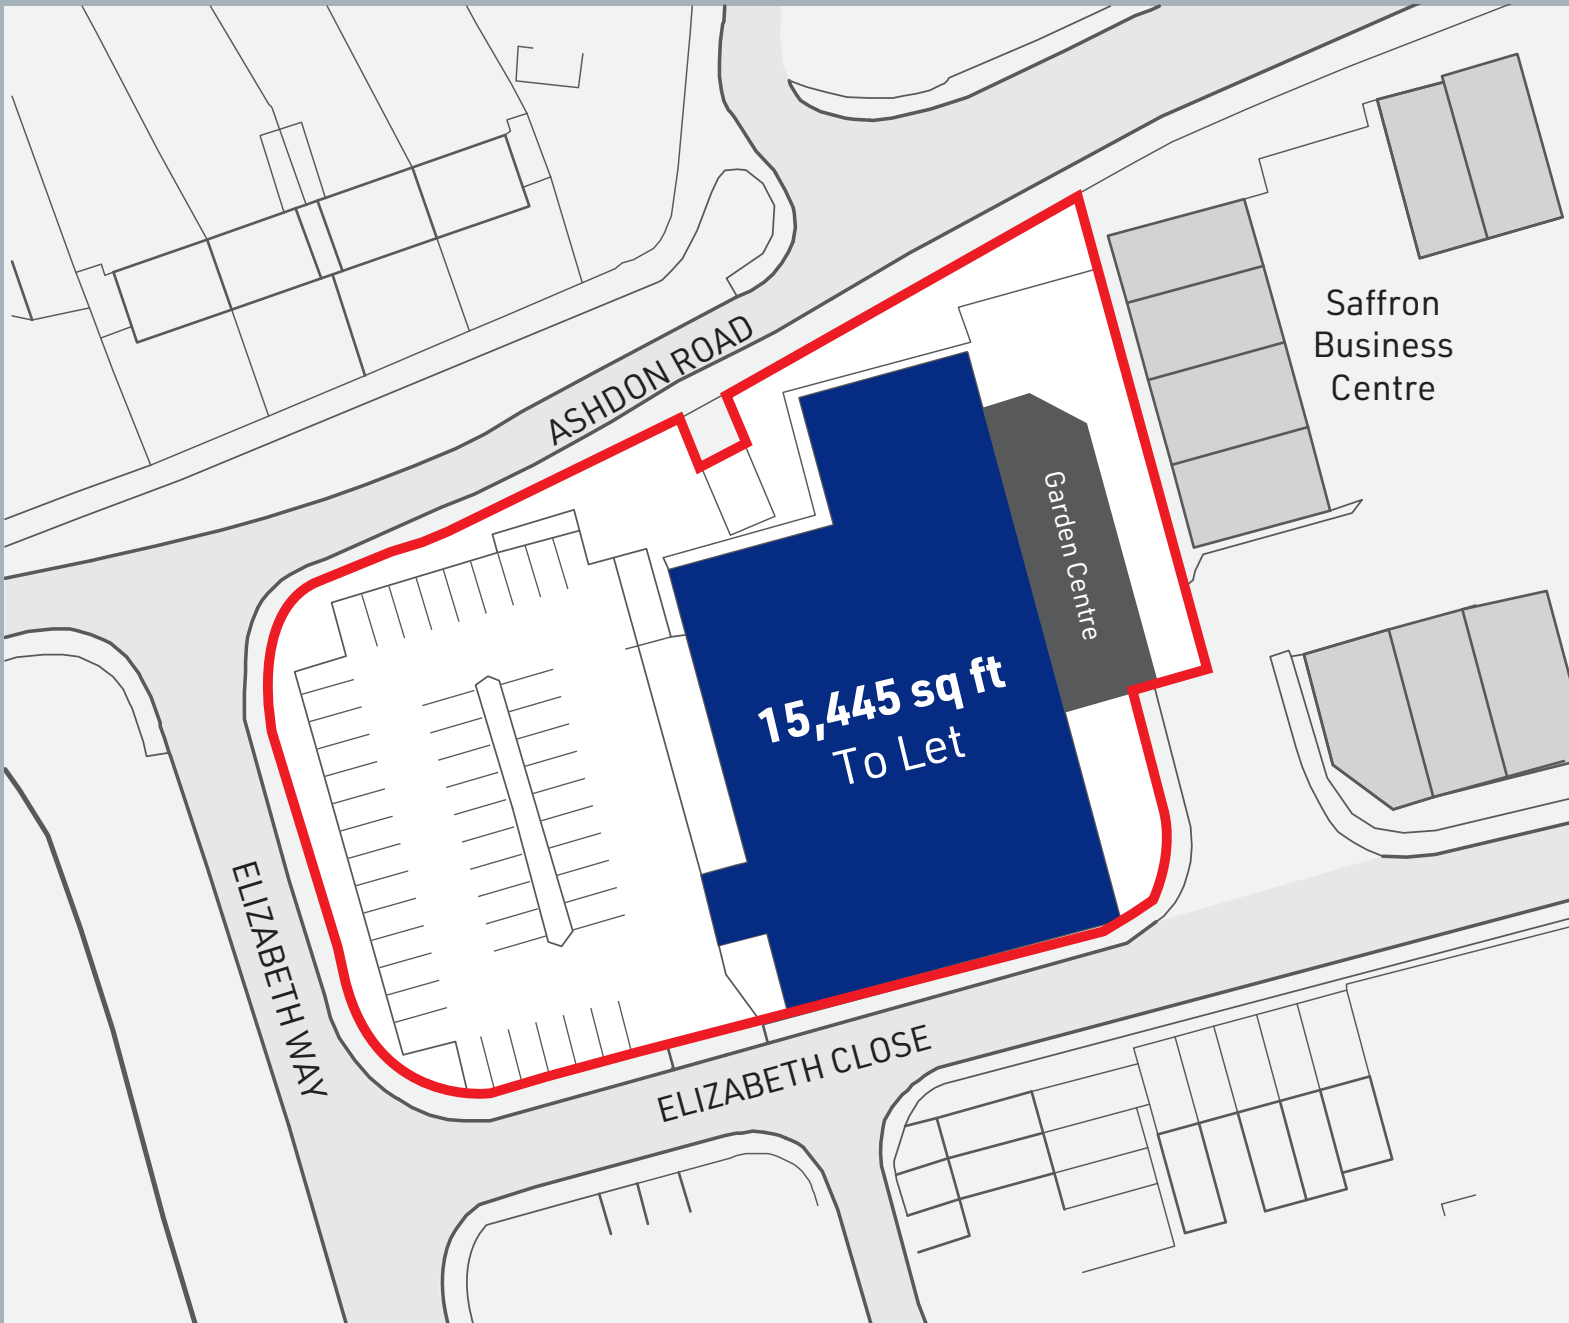 ASHDON ROAD
Saffron
Business
Centre
Garden Centre
15,445 sq ft
To Let
ELIZABETH WAY
ELIZABETH CLOSE